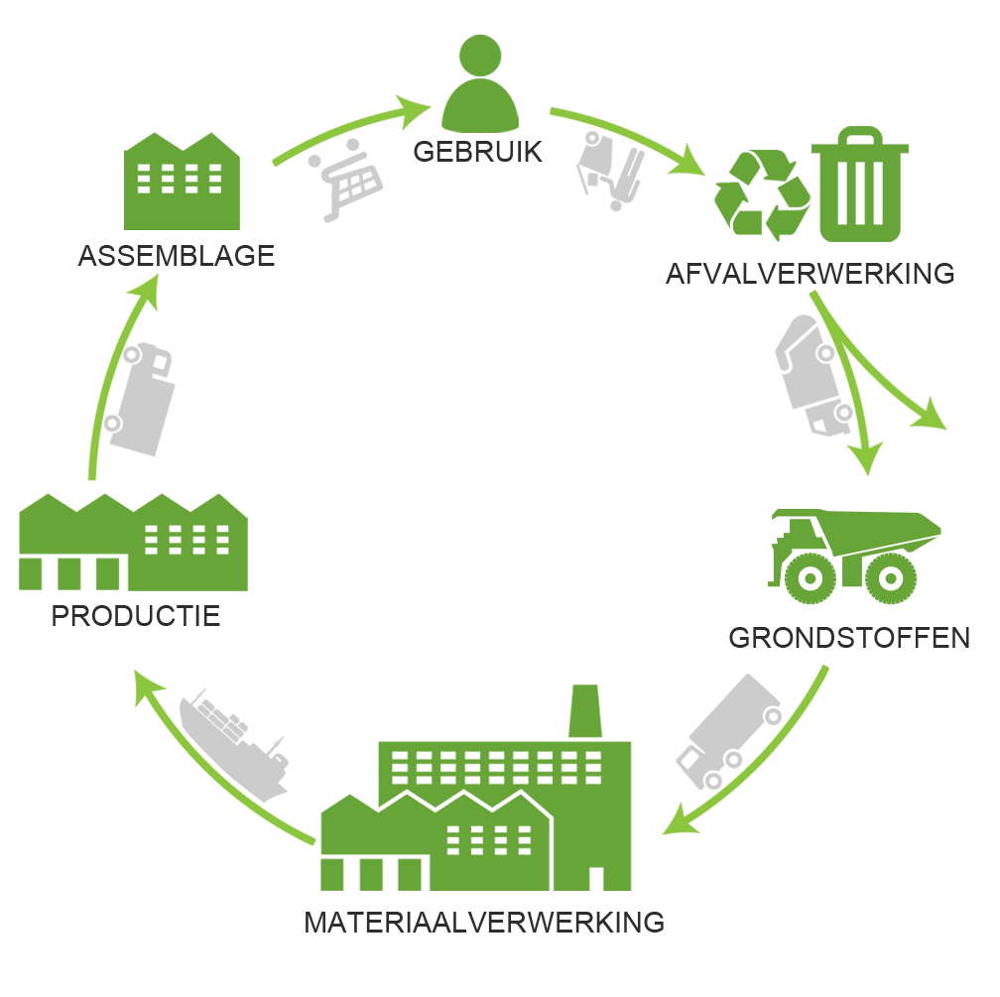 GEBRUIK
ASSEMBLAGE
AFVALVERWERKING
PRODUCTIE
GRONDSTOFFEN
MATERIAALVERWERKING